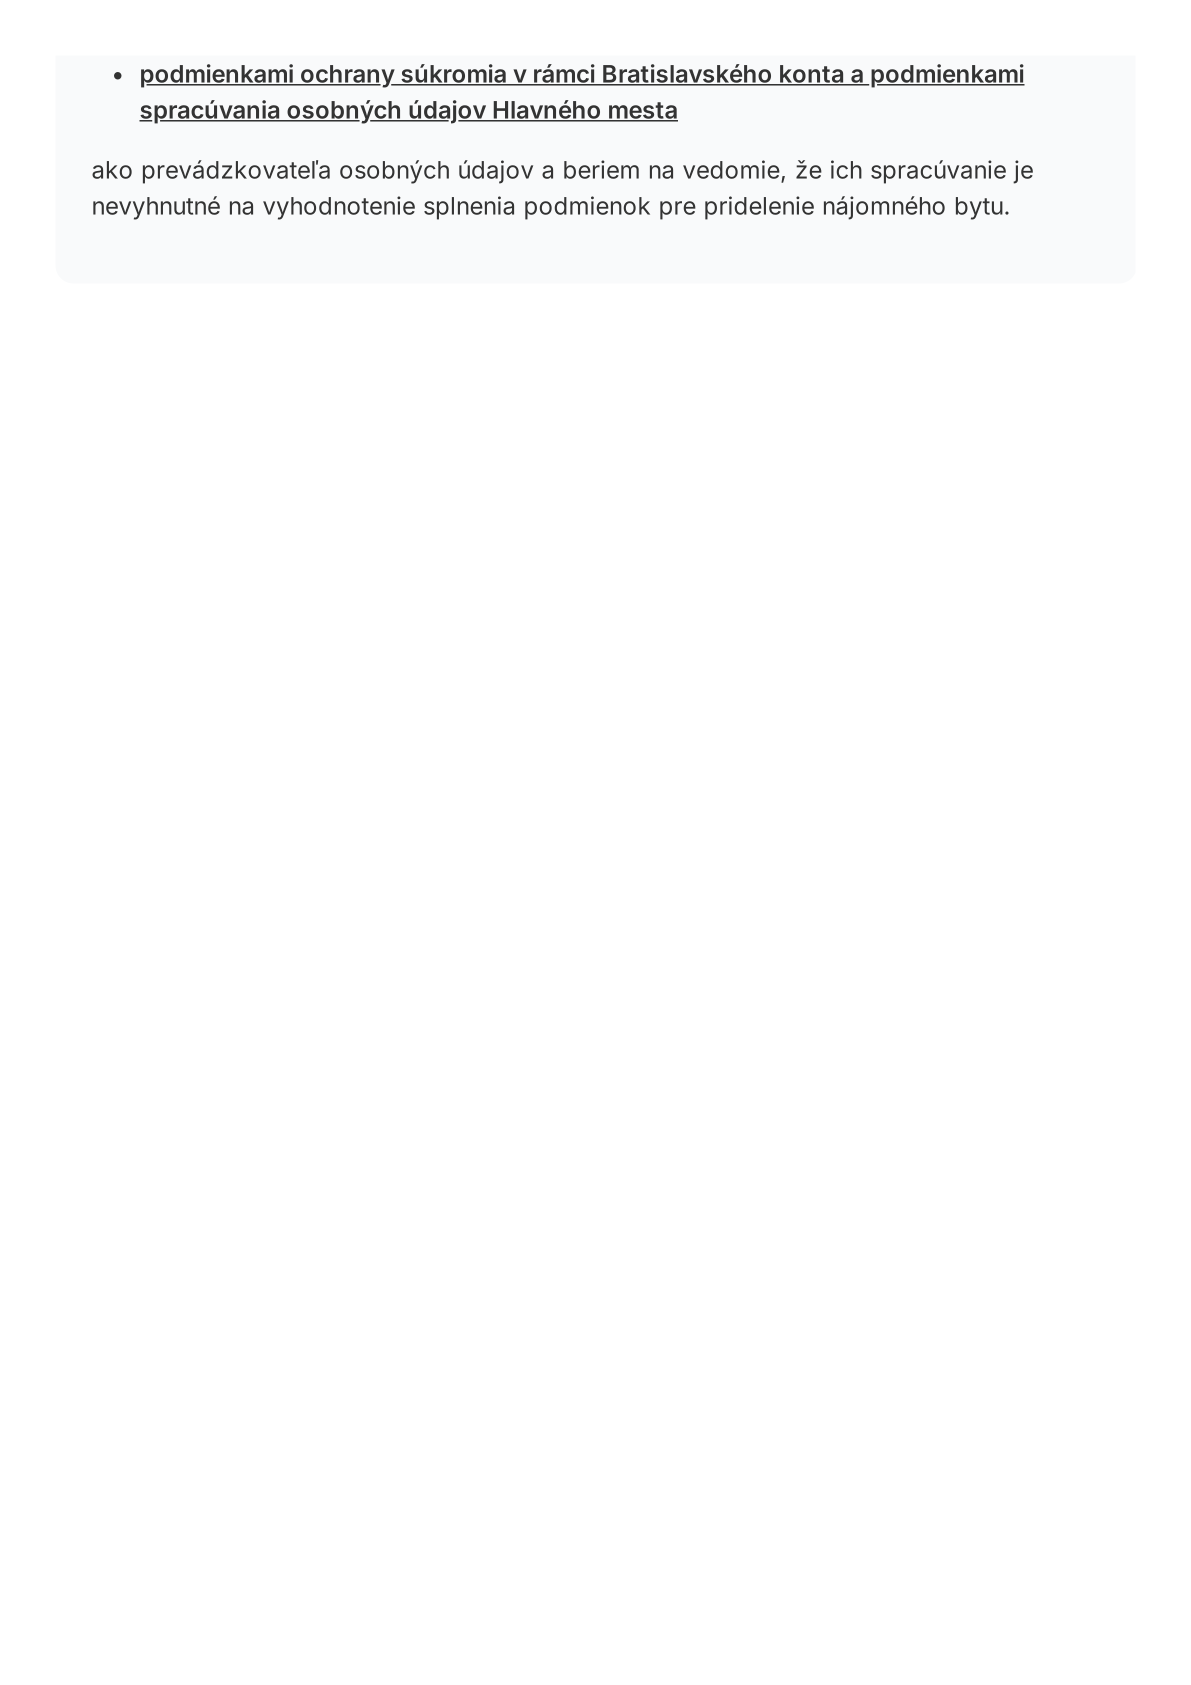 • podmienkami ochrany súkromia v rámci Bratislavského konta a podmienkami
spracúvania osobných údajov Hlavného mesta
ako prevádzkovateľa osobných údajov a beriem na vedomie, že ich spracúvanie je
nevyhnutné na vyhodnotenie splnenia podmienok pre pridelenie nájomného bytu.